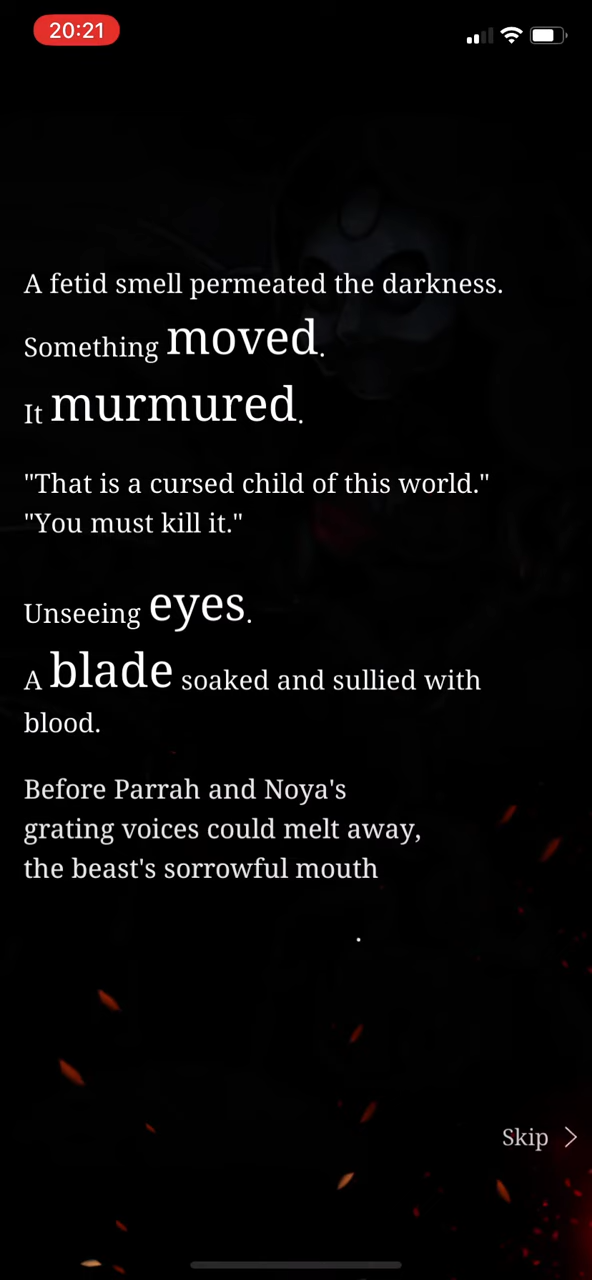 20:21
A fetid smell permeated the darkness.
Something moved.
It murmured.
"That is a cursed child of this world."
"You must kill it."
Unseeing eyes.
A blade soaked and sullied with
blood.
Before Parrah and Noya's
grating voices could melt away,
the beast's sorrowful mouth
.
Skip >